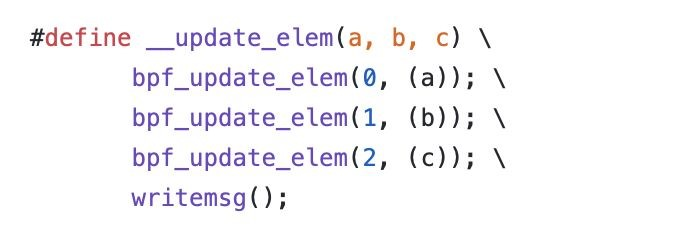 #define __update_elem(a, b, c) \
        bpf_update_elem(0, (a)); \
        bpf_update_elem(1, (b)); \
        bpf_update_elem(2, (c)); \
        writemsg();